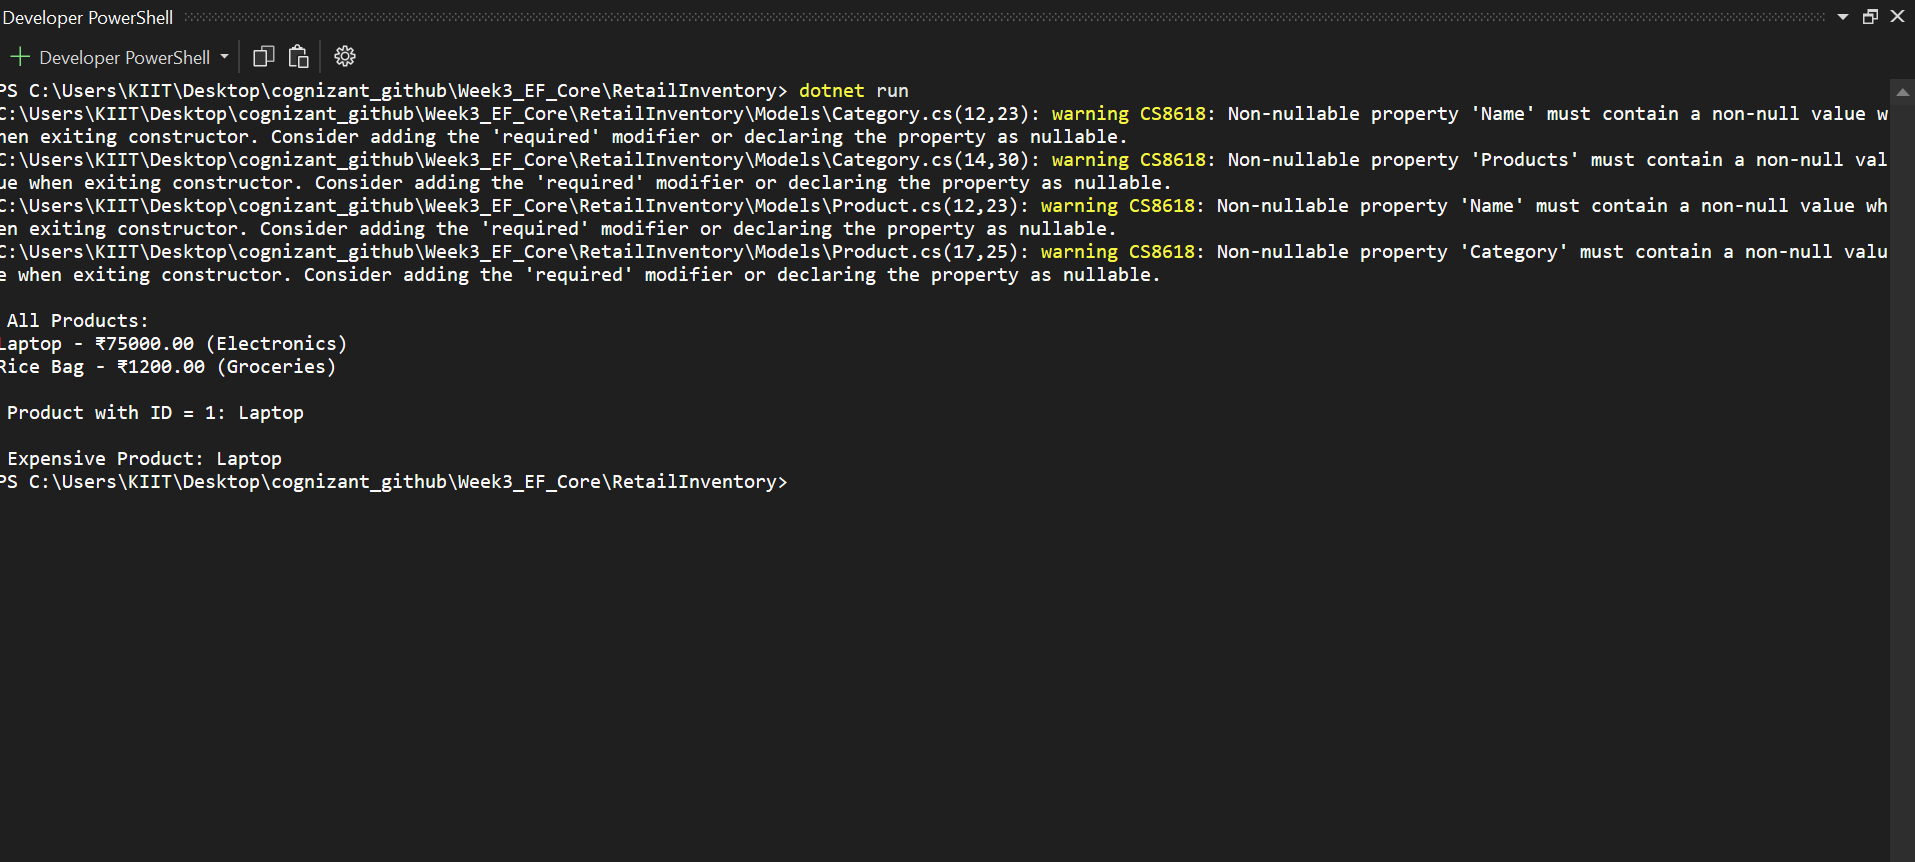 Developer PowerShell
Developer PowerShell
PS C:\Users\KIIT\Desktop\cognizant_github\Week3_EF_Core\RetailInventory> dotnet run
C:\Users\KIIT\Desktop\cognizant_github\Week3_EF_Core\RetailInventory\Models\Category.cs(12,23): warning CS8618: Non-nullable property 'Name' must contain a non-null value w
hen exiting constructor. Consider adding the 'required' modifier or declaring the property as nullable.
C:\Users\KIIT\Desktop\cognizant_github\Week3_EF_Core\RetailInventory\Models\Category.cs(14,30): warning CS8618: Non-nullable property 'Products' must contain a non-null val
ue when exiting constructor. Consider adding the 'required' modifier or declaring the property as nullable.
C:\Users\KIIT\Desktop\cognizant_github\Week3_EF_Core\RetailInventory\Models\Product.cs(12,23): warning CS8618: Non-nullable property 'Name' must contain a non-null value wh
en exiting constructor. Consider adding the 'required' modifier or declaring the property as nullable.
C:\Users\KIIT\Desktop\cognizant_github\Week3_EF_Core\RetailInventory\Models\Product.cs(17,25): warning CS8618: Non-nullable property 'Category' must contain a non-null valu
e when exiting constructor. Consider adding the 'required' modifier or declaring the property as nullable.
All Products:
Laptop - ₹75000.00 (Electronics)
Rice Bag - ₹1200.00 (Groceries)
Product with ID = 1: Laptop
Expensive Product: Laptop
PS C:\Users\KIIT\Desktop\cognizant_github\Week3_EF_Core\RetailInventory>